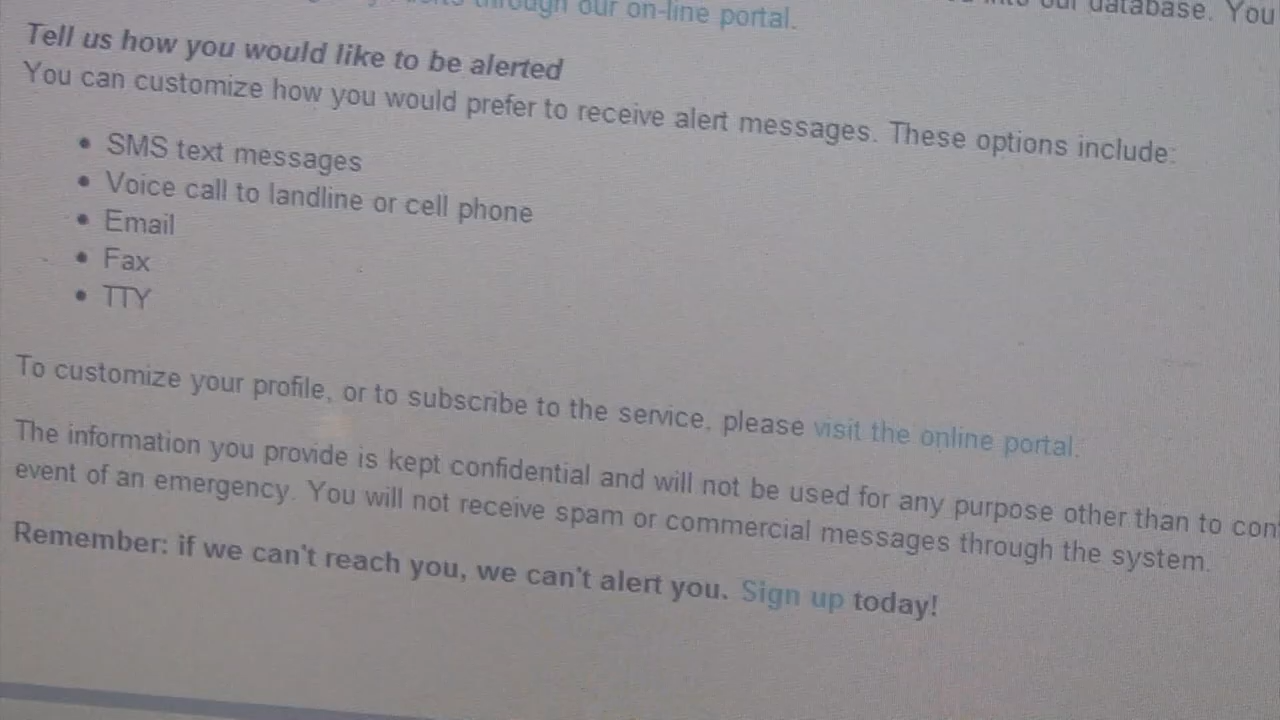 through our on-line portal.
our database. You
Tell us how you would like to be alerted
You can customize how you would prefer to receive alert messages. These options include:
• SMS text messages
• Voice call to landline or cell phone
• Email
• Fax
• TTY
To customize your profile, or to subscribe to the service, please visit the online portal.
The information you provide is kept confidential and will not be used for any purpose other than to
event of an emergency. You will not receive spam or commercial messages through the system.
Remember: if we can't reach you, we can't alert you. Sign up today!